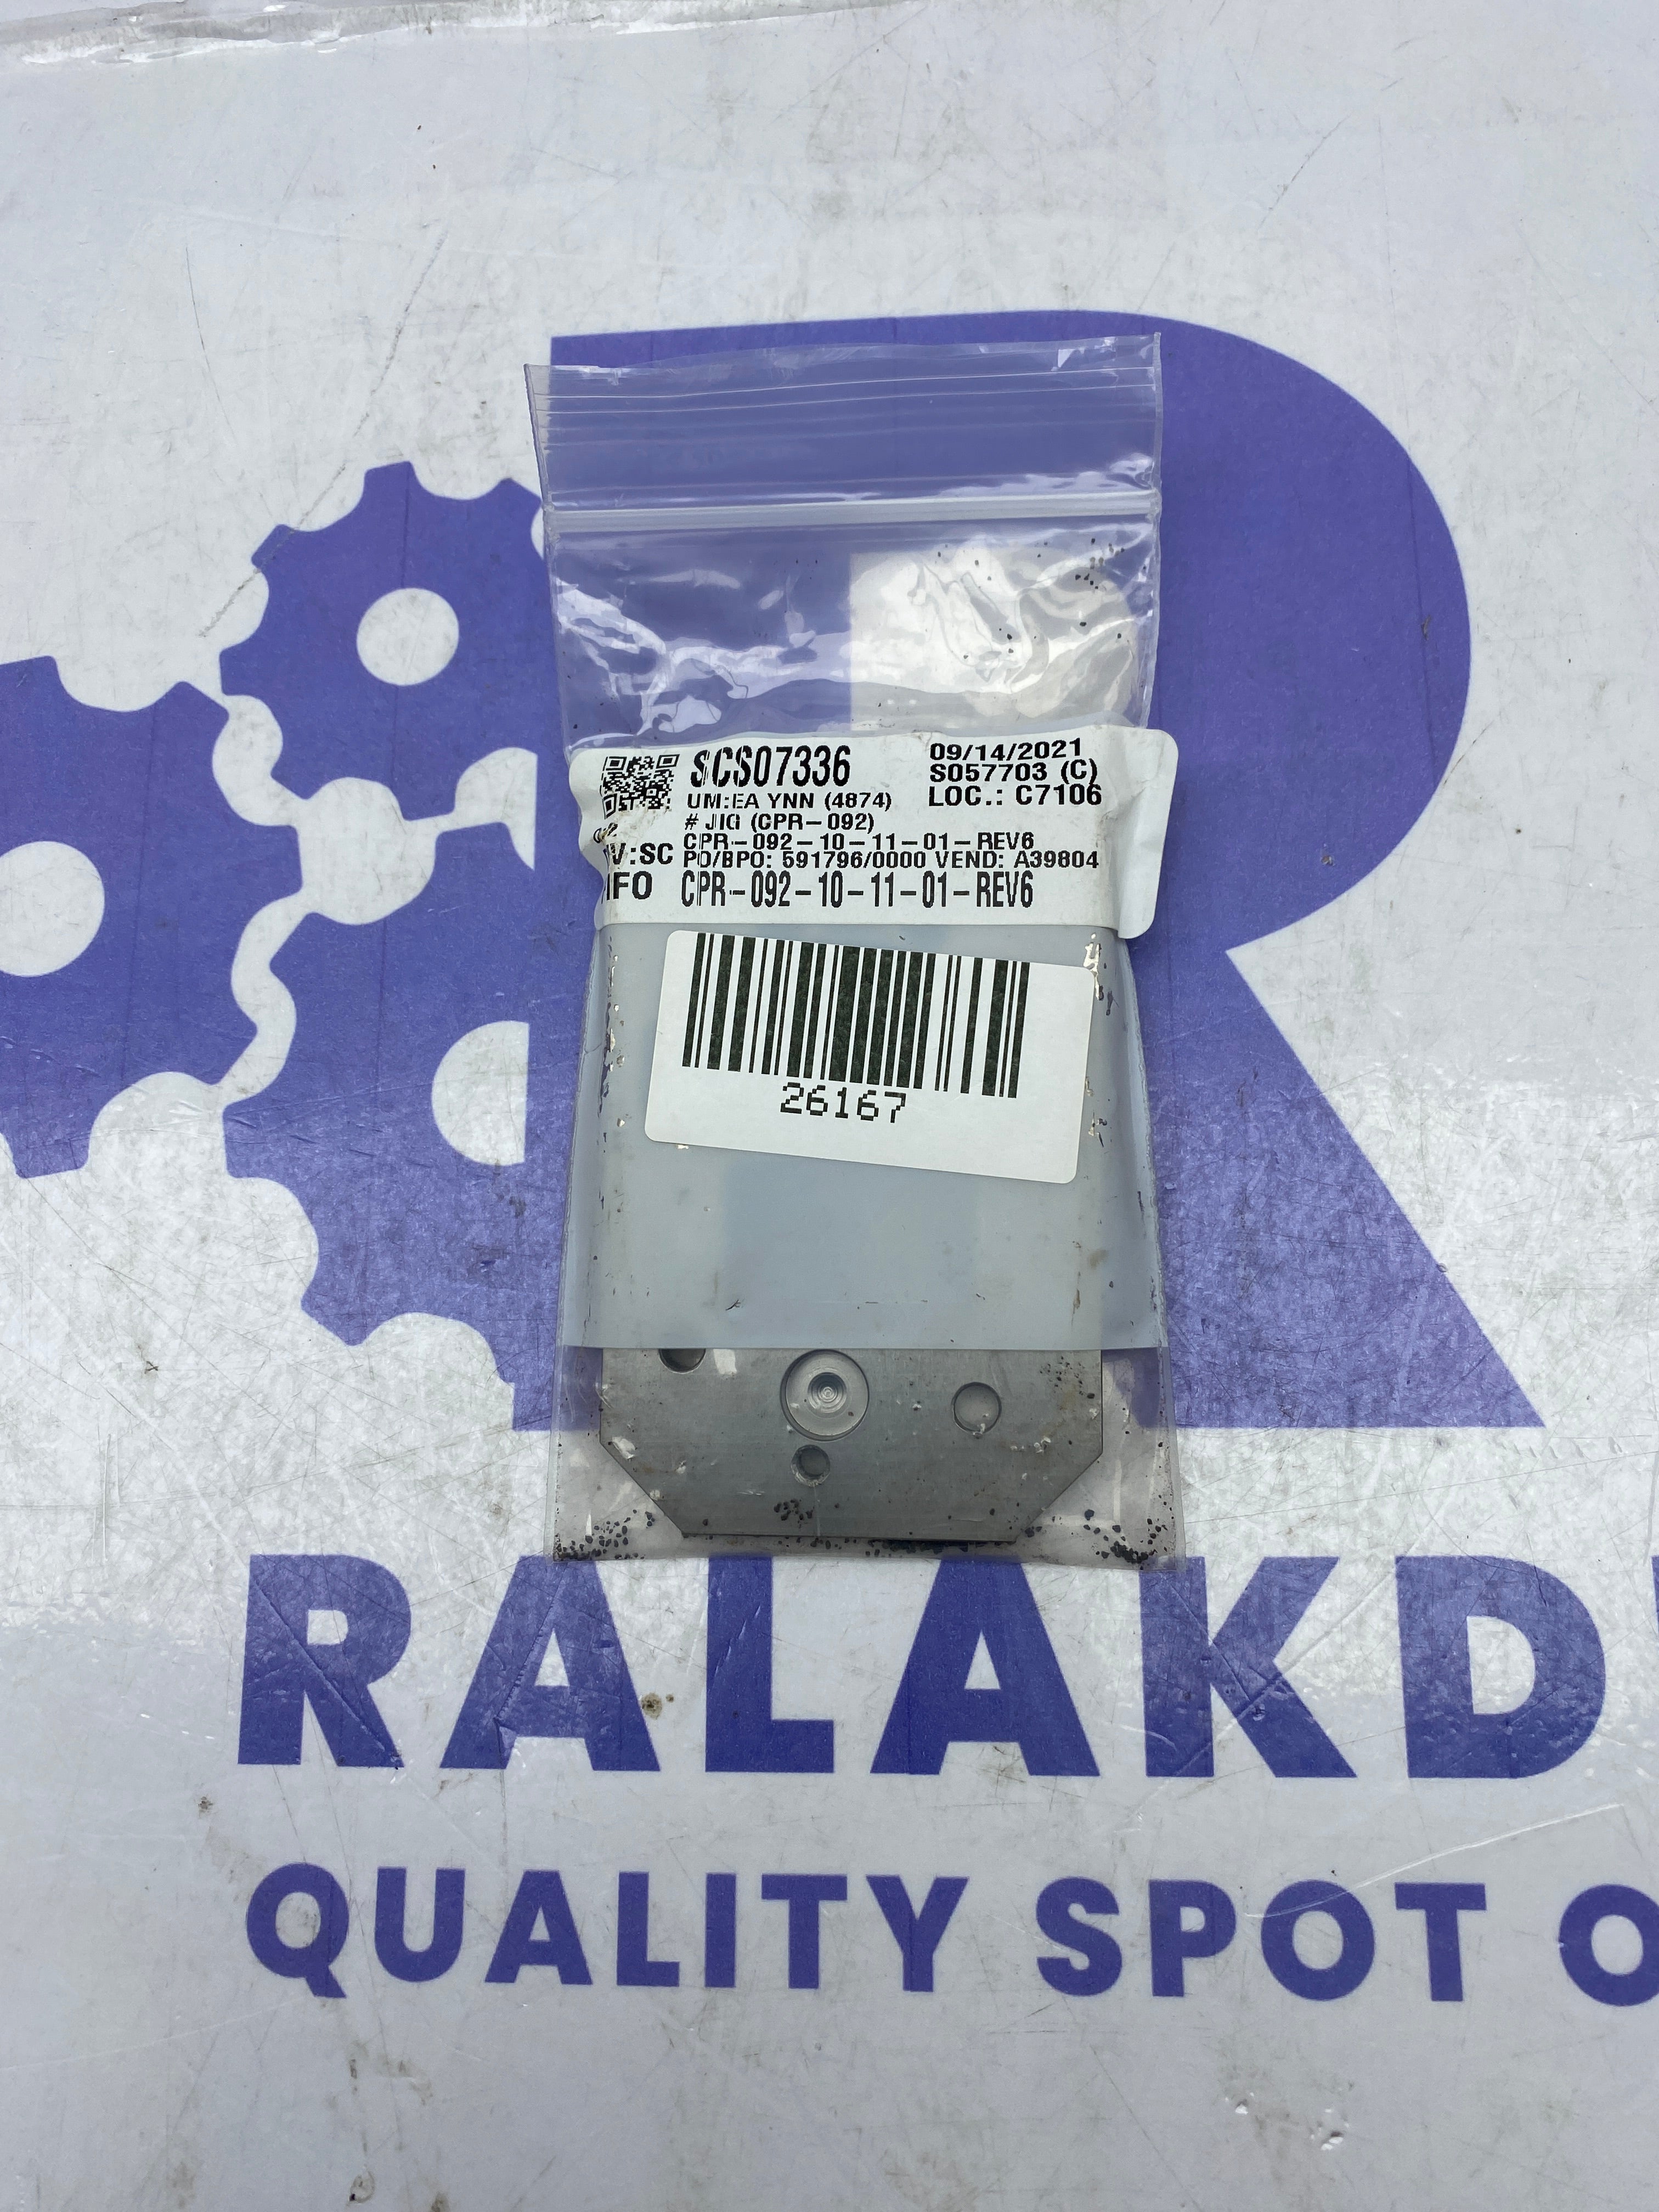 SCS07336
09/14/2021
S057703 (C)
LOC.: C7106
UM:EA YNN (4874)
# JIG (CPR-092)
CPR-092-10-11-01-REV6
V:SC PO/BPO: 591796/0000 VEND: A39804
IFO CPR-092-10-11-01-REV6
26167
R
RALAKD
QUALITY SPOT O